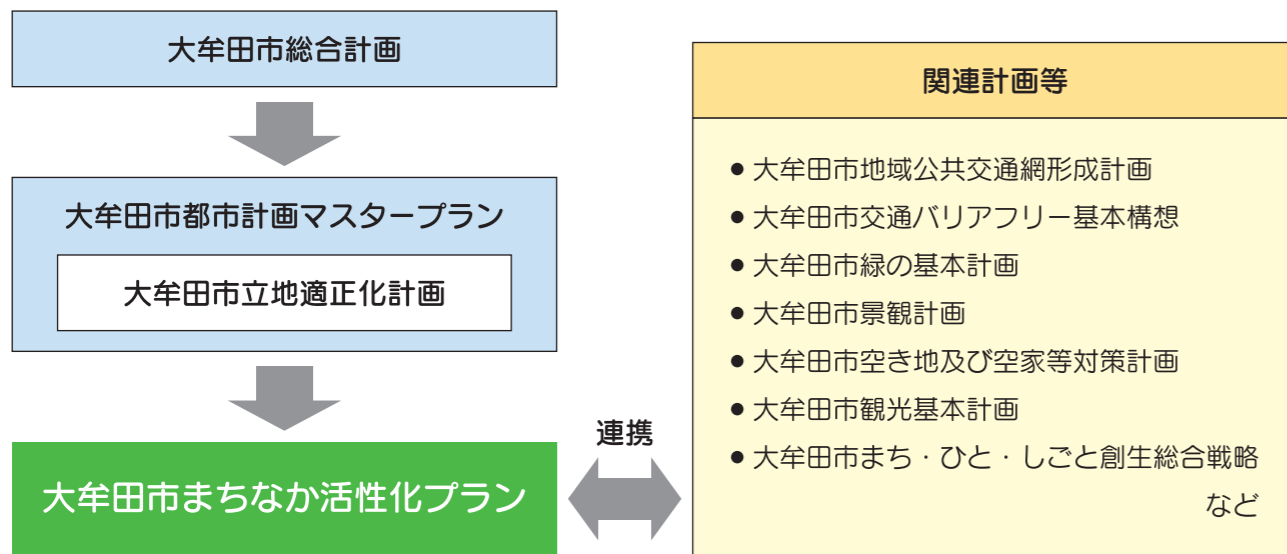 大牟田市総合計画
大牟田市都市計画マスタープラン
大牟田市立地適正化計画
大牟田市まちなか活性化プラン
連携
関連計画等
● 大牟田市地域公共交通網形成計画
● 大牟田市交通バリアフリー基本構想
● 大牟田市緑の基本計画
● 大牟田市景観計画
● 大牟田市空き地及び空家等対策計画
● 大牟田市観光基本計画
● 大牟田市まち・ひと・しごと創生総合戦略
など